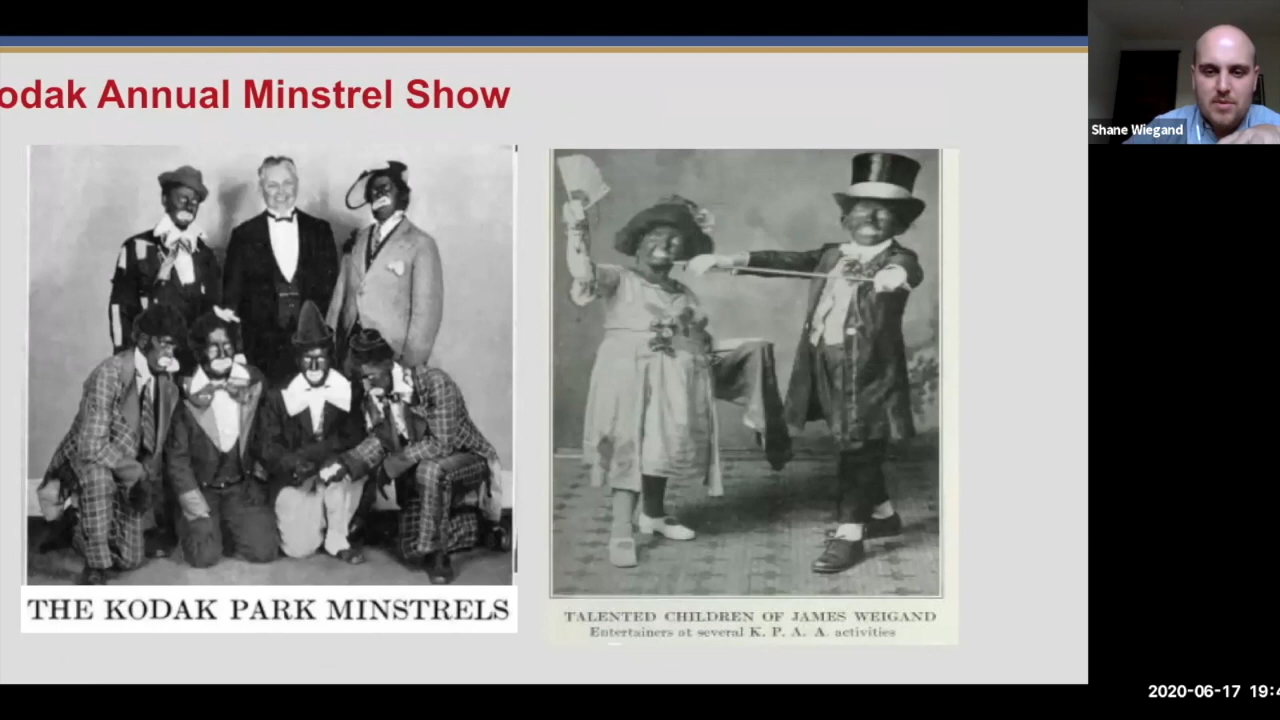 odak Annual Minstrel Show
Shane Wiegand
THE KODAK PARK MINSTRELS
TALENTED CHILDREN OF JAMES WEIGAND
Entertainers at several K. P. A. A. activities
2020-06-17 19:4